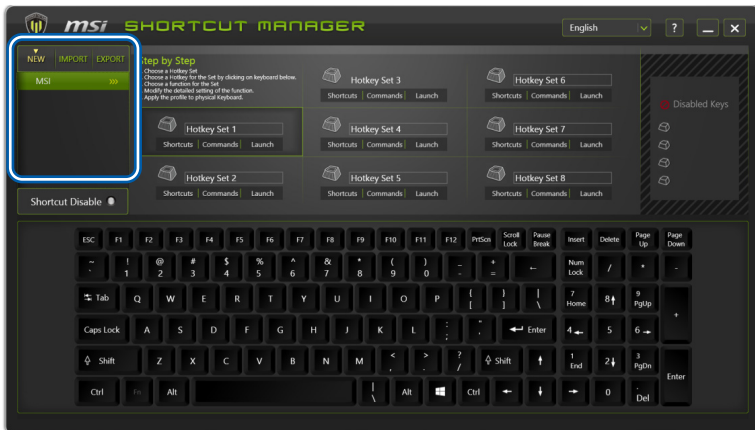 msi SHORTCUT MANAGER
English
?
NEW IMPORT EXPORT
MSI >>>
Shortcut Disable
Step by Step
Choose a Hotkey Set
Choose a Hotkey for the Set by clicking on keyboard below.
Choose a function for the Set
Modify the detailed setting of the function.
Apply the profile to physical Keyboard.
Hotkey Set 1
Shortcuts | Commands | Launch
Hotkey Set 2
Shortcuts | Commands | Launch
Hotkey Set 3
Shortcuts | Commands | Launch
Hotkey Set 4
Shortcuts | Commands | Launch
Hotkey Set 5
Shortcuts | Commands | Launch
Hotkey Set 6
Shortcuts | Commands | Launch
Hotkey Set 7
Shortcuts | Commands | Launch
Hotkey Set 8
Shortcuts | Commands | Launch
Disabled Keys
ESC F1 F2 F3 F4 F5 F6 F7 F8 F9 F10 F11 F12 PrtScn Scroll Lock Pause Break Insert Delete Page Up Page Down
~ ! @ # $ % ^ & * ( ) _ +
` 1 2 3 4 5 6 7 8 9 0 - = ← Num Lock / * -
Tab Q W E R T Y U I O P { [ } ] | \ 7 Home 8 9 PgUp +
Caps Lock A S D F G H J K L : ; " ' Enter 4 5 6
Shift Z X C V B N M < , > . ? / Shift 1 End 2 3 PgDn Enter
Ctrl Fn Alt | \ Alt Ctrl 0 . Del